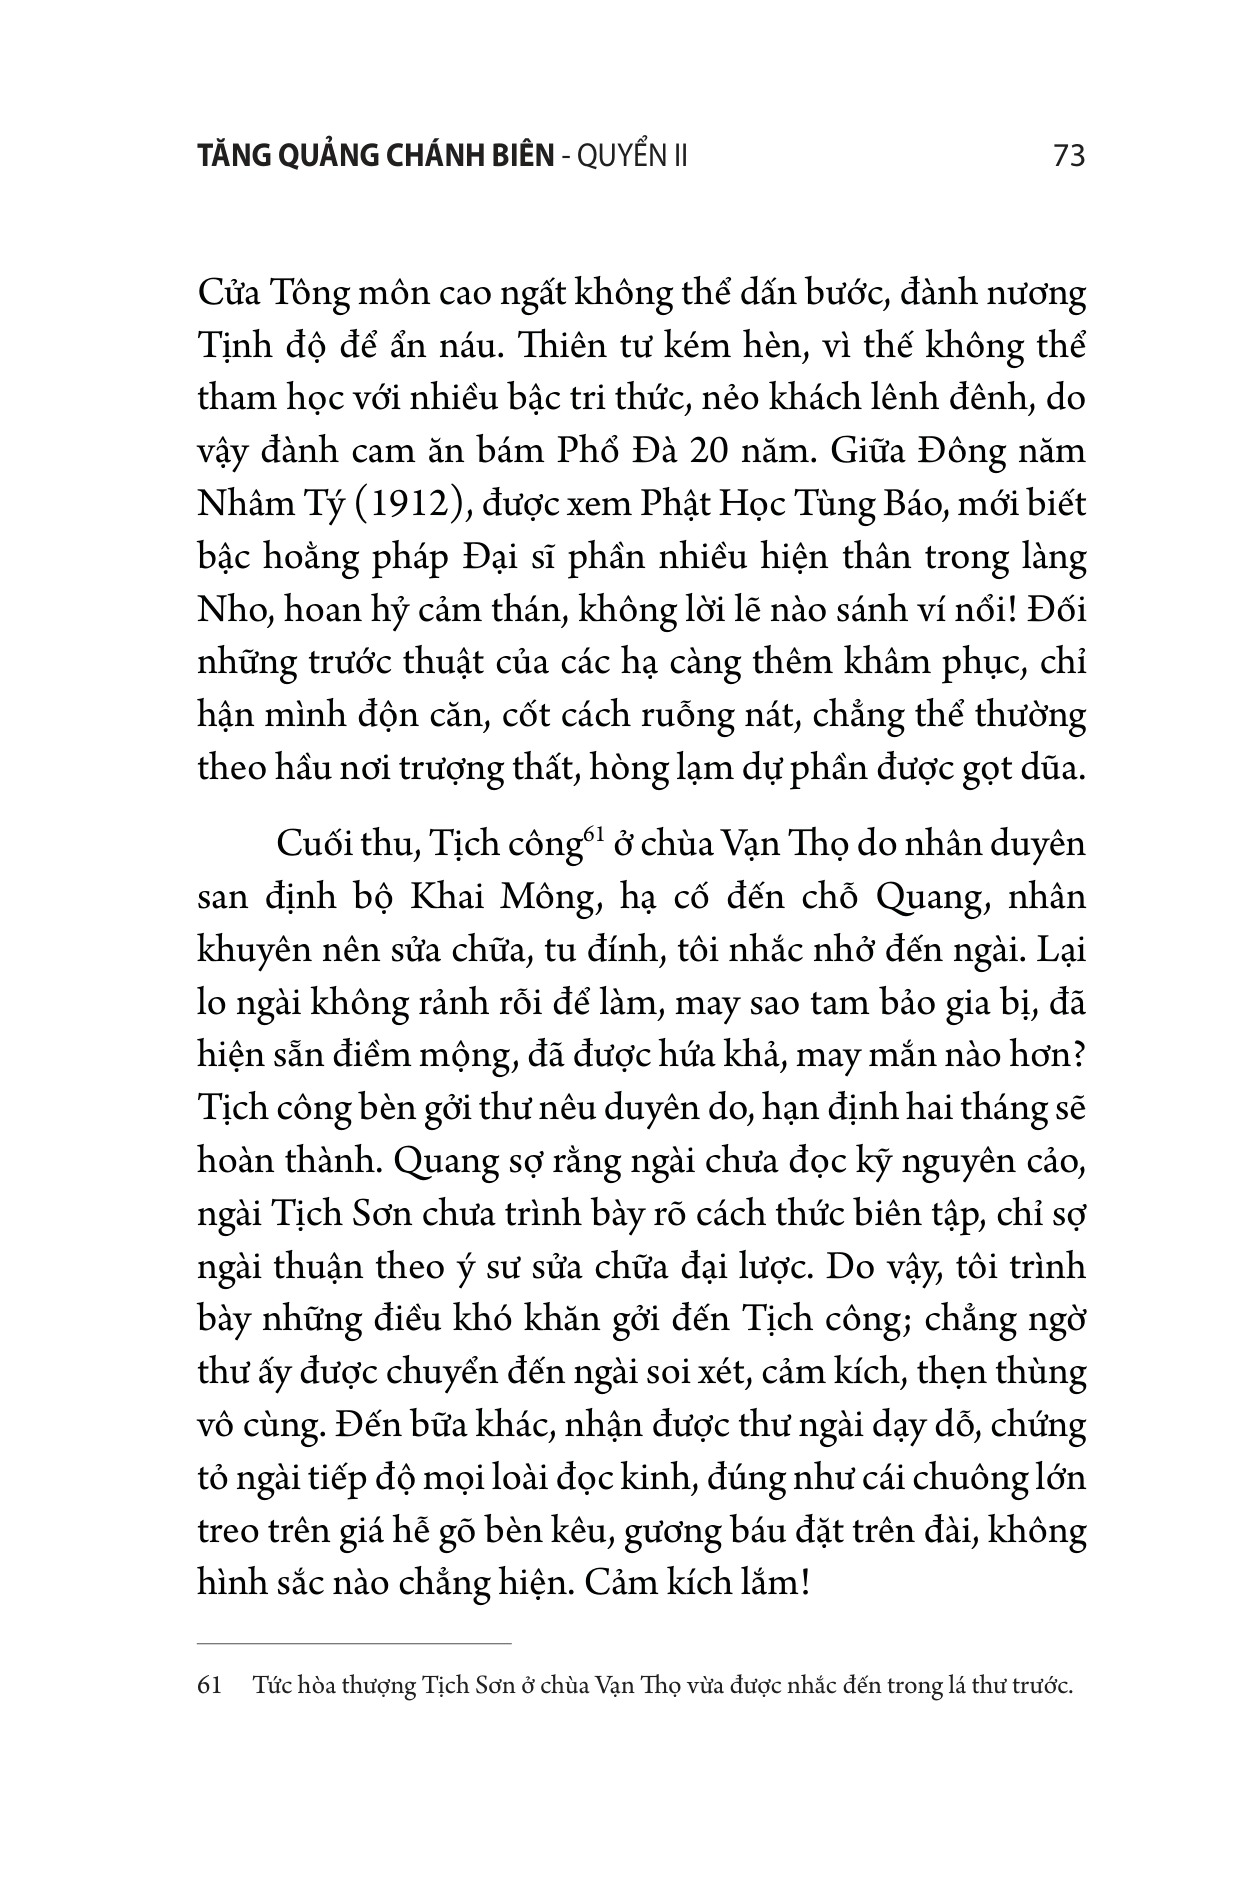 TĂNG QUẢNG CHÁNH BIÊN - QUYỂN II 73
Cửa Tông môn cao ngất không thể dấn bước, đành nương
Tịnh độ để ẩn náu. Thiên tư kém hèn, vì thế không thể
tham học với nhiều bậc tri thức, nẻo khách lênh đênh, do
vậy đành cam ăn bám Phổ Đà 20 năm. Giữa Đông năm
Nhâm Tý (1912), được xem Phật Học Tùng Báo, mới biết
bậc hoằng pháp Đại sĩ phần nhiều hiện thân trong làng
Nho, hoan hỷ cảm thán, không lời lẽ nào sánh ví nổi! Đối
những trước thuật của các hạ càng thêm khâm phục, chỉ
hận mình độn căn, cốt cách ruỗng nát, chẳng thể thường
theo hầu nơi trượng thất, hòng lạm dự phần được gọt dũa.
Cuối thu, Tịch công61 ở chùa Vạn Thọ do nhân duyên
san định bộ Khai Mông, hạ cố đến chỗ Quang, nhân
khuyên nên sửa chữa, tu đính, tôi nhắc nhở đến ngài. Lại
lo ngài không rảnh rỗi để làm, may sao tam bảo gia bị, đã
hiện sẵn điềm mộng, đã được hứa khả, may mắn nào hơn?
Tịch công bèn gởi thư nêu duyên do, hạn định hai tháng sẽ
hoàn thành. Quang sợ rằng ngài chưa đọc kỹ nguyên cảo,
ngài Tịch Sơn chưa trình bày rõ cách thức biên tập, chỉ sợ
ngài thuận theo ý sư sửa chữa đại lược. Do vậy, tôi trình
bày những điều khó khăn gởi đến Tịch công; chẳng ngờ
thư ấy được chuyển đến ngài soi xét, cảm kích, thẹn thùng
vô cùng. Đến bữa khác, nhận được thư ngài dạy dỗ, chứng
tỏ ngài tiếp độ mọi loài đọc kinh, đúng như cái chuông lớn
treo trên giá hễ gõ bèn kêu, gương báu đặt trên đài, không
hình sắc nào chẳng hiện. Cảm kích lắm!
61 Tức hòa thượng Tịch Sơn ở chùa Vạn Thọ vừa được nhắc đến trong lá thư trước.